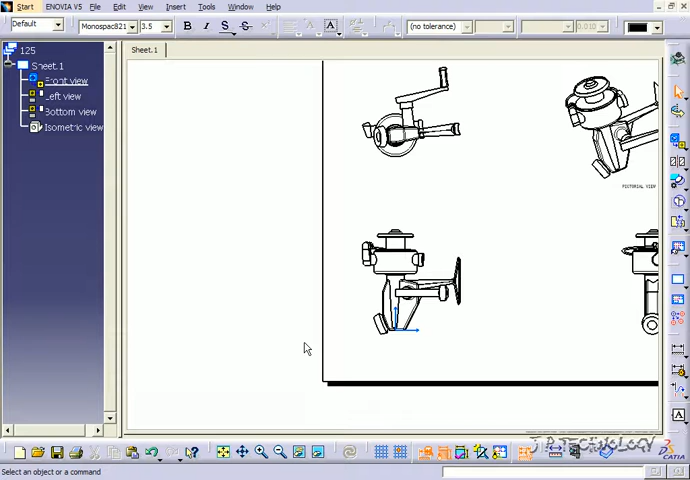 Start ENOVIA V5 File Edit View Insert Tools Window Help
Default Monospac821 3.5 B I S A (no tolerance) 0.010
125
Sheet.1
Sheet.1
Front view
Left view
Bottom view
Isometric view
PICTORIAL VIEW
J.P. TECHNOLOGY
CATIA
Select an object or a command